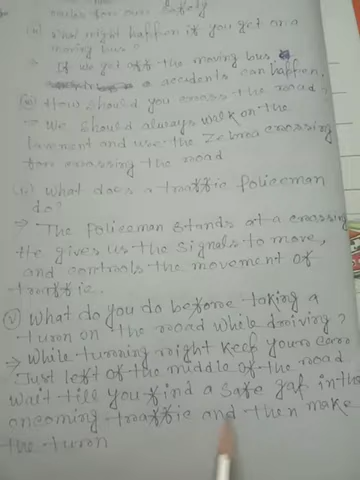 rules for our safety
(ii) What might happen if you get on a
moving bus?
→ If we get off the moving bus
accidents can happen.
(iii) How should you cross the road?
→ We should always walk on the
Pavement and use the Zebra crossing
for crossing the road
(iv) What does a traffic Policeman
do?
→ The Policeman stands at a crossing
He gives us the signals to move,
and controls the movement of
traffic.
(v) What do you do before taking a
turn on the road while driving?
→ While turning right keep your car
Just left of the middle of the road
Wait till you find a safe gap in the
oncoming traffic and then make
the turn